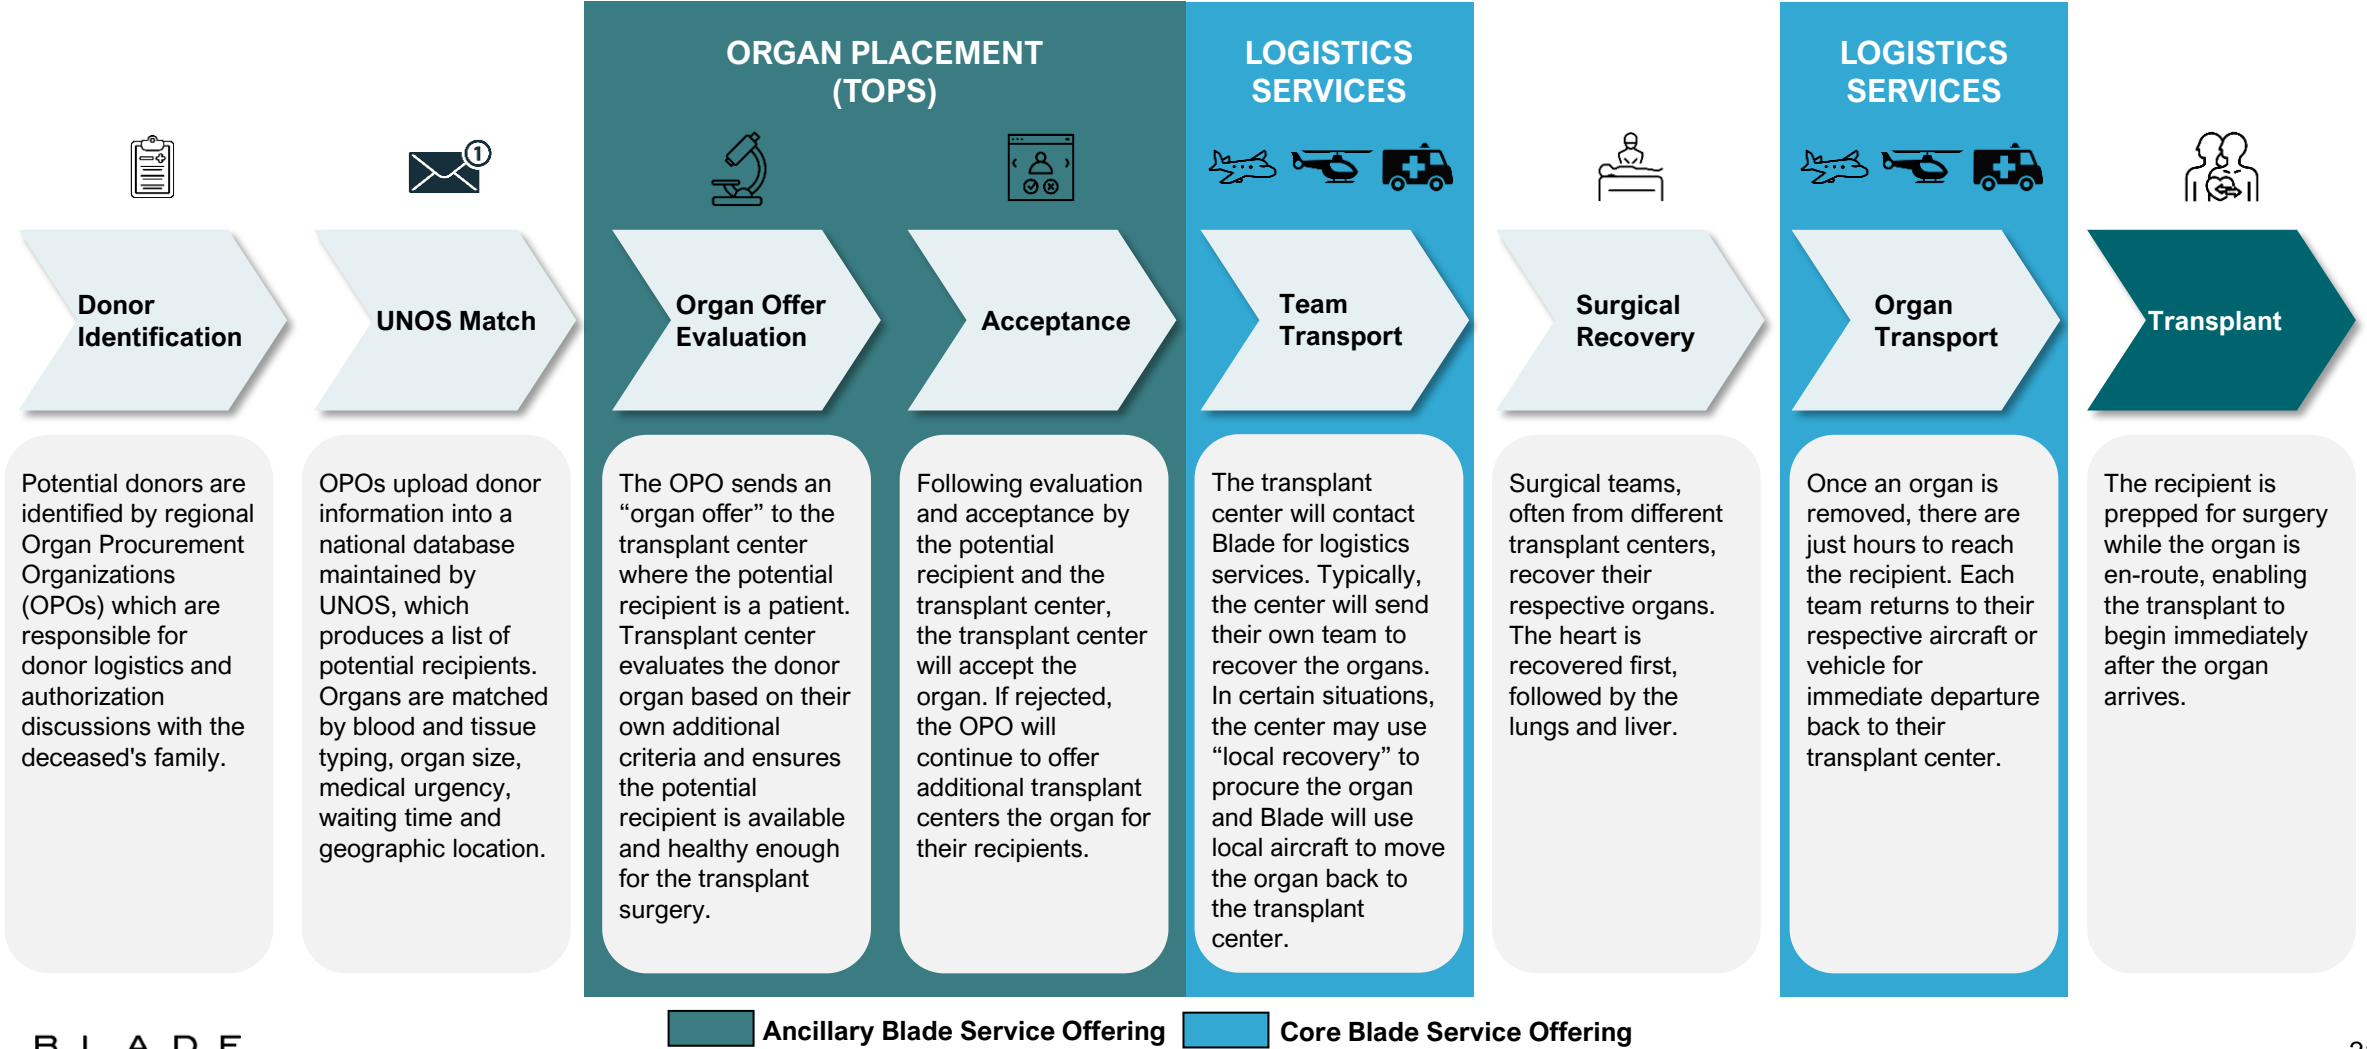 ORGAN PLACEMENT
(TOPS)
LOGISTICS
SERVICES
LOGISTICS
SERVICES
1
Donor
Identification
UNOS Match
Organ Offer
Evaluation
Acceptance
Team
Transport
Surgical
Recovery
Organ
Transport
Transplant
Potential donors are
identified by regional
Organ Procurement
Organizations
(OPOs) which are
responsible for
donor logistics and
authorization
discussions with the
deceased's family.
OPOs upload donor
information into a
national database
maintained by
UNOS, which
produces a list of
potential recipients.
Organs are matched
by blood and tissue
typing, organ size,
medical urgency,
waiting time and
geographic location.
The OPO sends an
“organ offer” to the
transplant center
where the potential
recipient is a patient.
Transplant center
evaluates the donor
organ based on their
own additional
criteria and ensures
the potential
recipient is available
and healthy enough
for the transplant
surgery.
Following evaluation
and acceptance by
the potential
recipient and the
transplant center,
the transplant center
will accept the
organ. If rejected,
the OPO will
continue to offer
additional transplant
centers the organ for
their recipients.
The transplant
center will contact
Blade for logistics
services. Typically,
the center will send
their own team to
recover the organs.
In certain situations,
the center may use
“local recovery” to
procure the organ
and Blade will use
local aircraft to move
the organ back to
the transplant
center.
Surgical teams,
often from different
transplant centers,
recover their
respective organs.
The heart is
recovered first,
followed by the
lungs and liver.
Once an organ is
removed, there are
just hours to reach
the recipient. Each
team returns to their
respective aircraft or
vehicle for
immediate departure
back to their
transplant center.
The recipient is
prepped for surgery
while the organ is
en-route, enabling
the transplant to
begin immediately
after the organ
arrives.
BLADE
Ancillary Blade Service Offering
Core Blade Service Offering